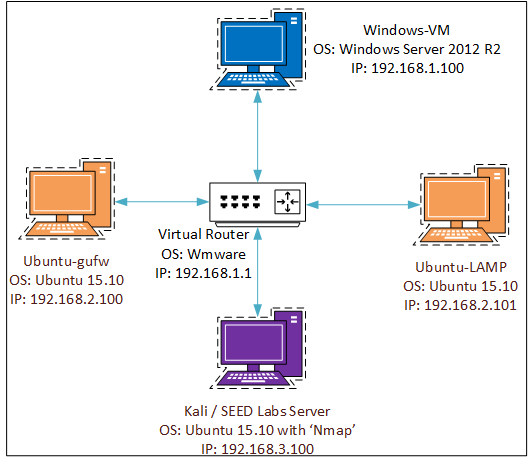 Windows-VM
OS: Windows Server 2012 R2
IP: 192.168.1.100
Ubuntu-gufw
OS: Ubuntu 15.10
IP: 192.168.2.100
Virtual Router
OS: Wmware
IP: 192.168.1.1
Ubuntu-LAMP
OS: Ubuntu 15.10
IP: 192.168.2.101
Kali / SEED Labs Server
OS: Ubuntu 15.10 with ‘Nmap’
IP: 192.168.3.100